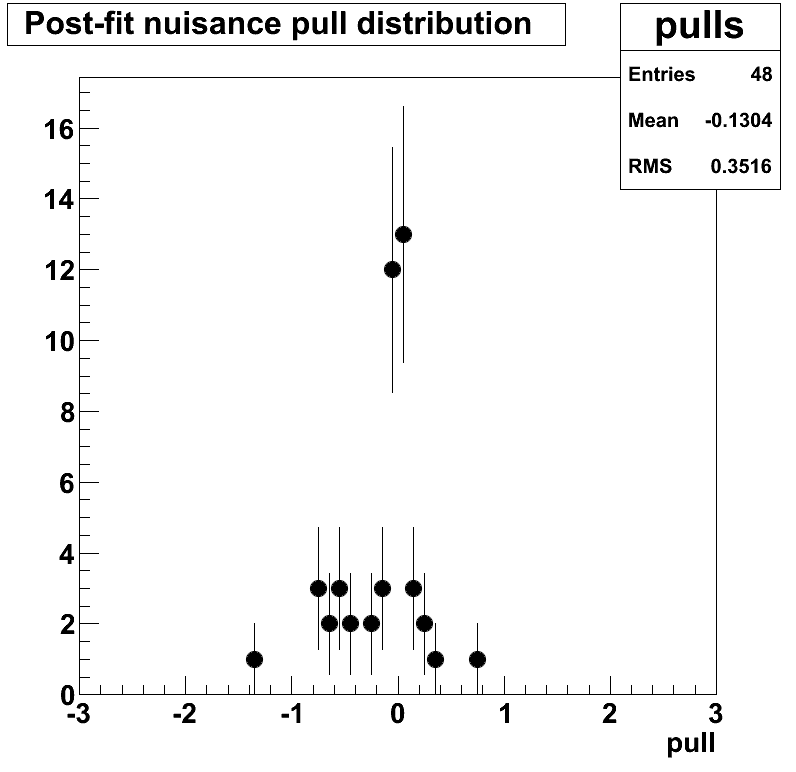 Post-fit nuisance pull distribution
pulls
Entries 48
Mean -0.1304
RMS 0.3516
16
14
12
10
8
6
4
2
0
-3 -2 -1 0 1 2 3
pull